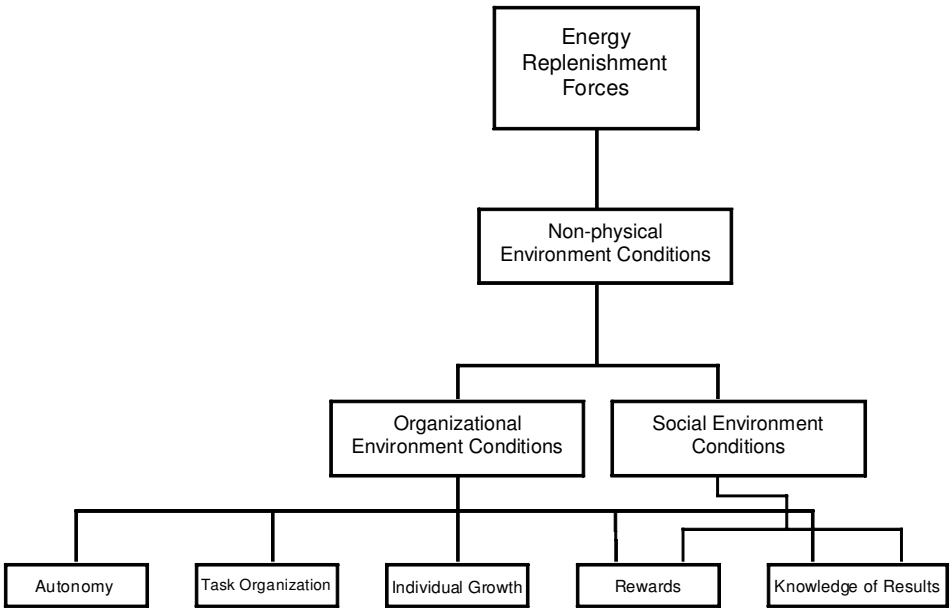 Energy
Replenishment
Forces
Non-physical
Environment Conditions
Organizational
Environment Conditions
Social Environment
Conditions
Autonomy
Task Organization
Individual Growth
Rewards
Knowledge of Results